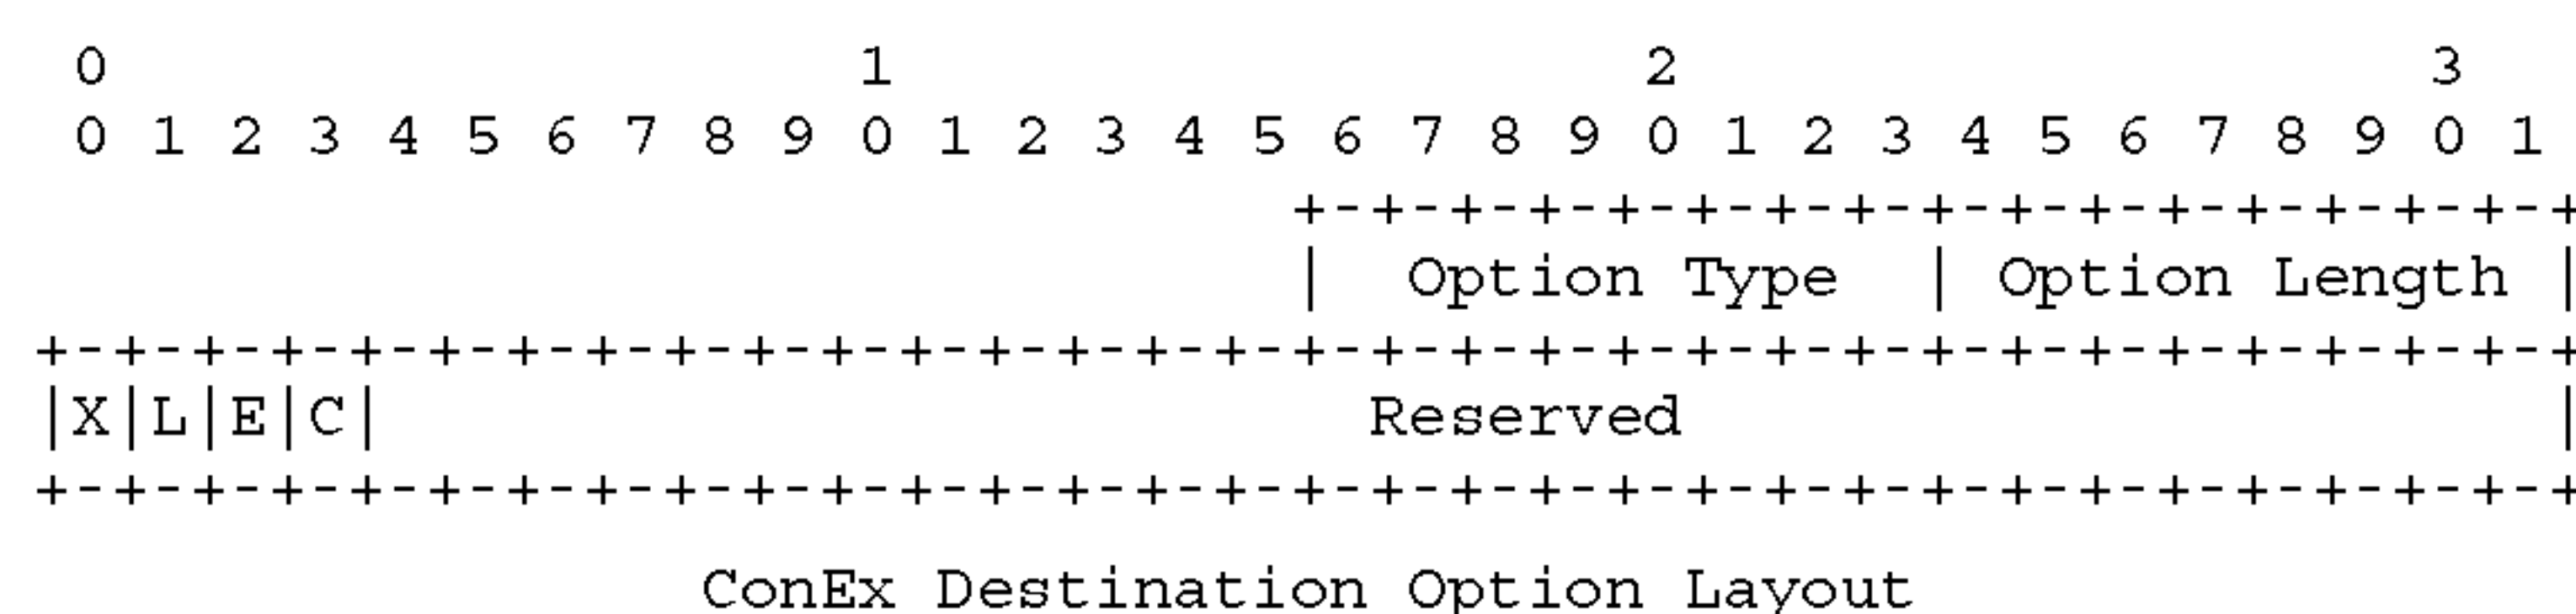 0                   1                   2                   3
 0 1 2 3 4 5 6 7 8 9 0 1 2 3 4 5 6 7 8 9 0 1 2 3 4 5 6 7 8 9 0 1
                                +-+-+-+-+-+-+-+-+-+-+-+-+-+-+-+-+
                                |  Option Type  | Option Length |
+-+-+-+-+-+-+-+-+-+-+-+-+-+-+-+-+-+-+-+-+-+-+-+-+-+-+-+-+-+-+-+-+
|X|L|E|C|                         Reserved                      |
+-+-+-+-+-+-+-+-+-+-+-+-+-+-+-+-+-+-+-+-+-+-+-+-+-+-+-+-+-+-+-+-+
                 ConEx Destination Option Layout